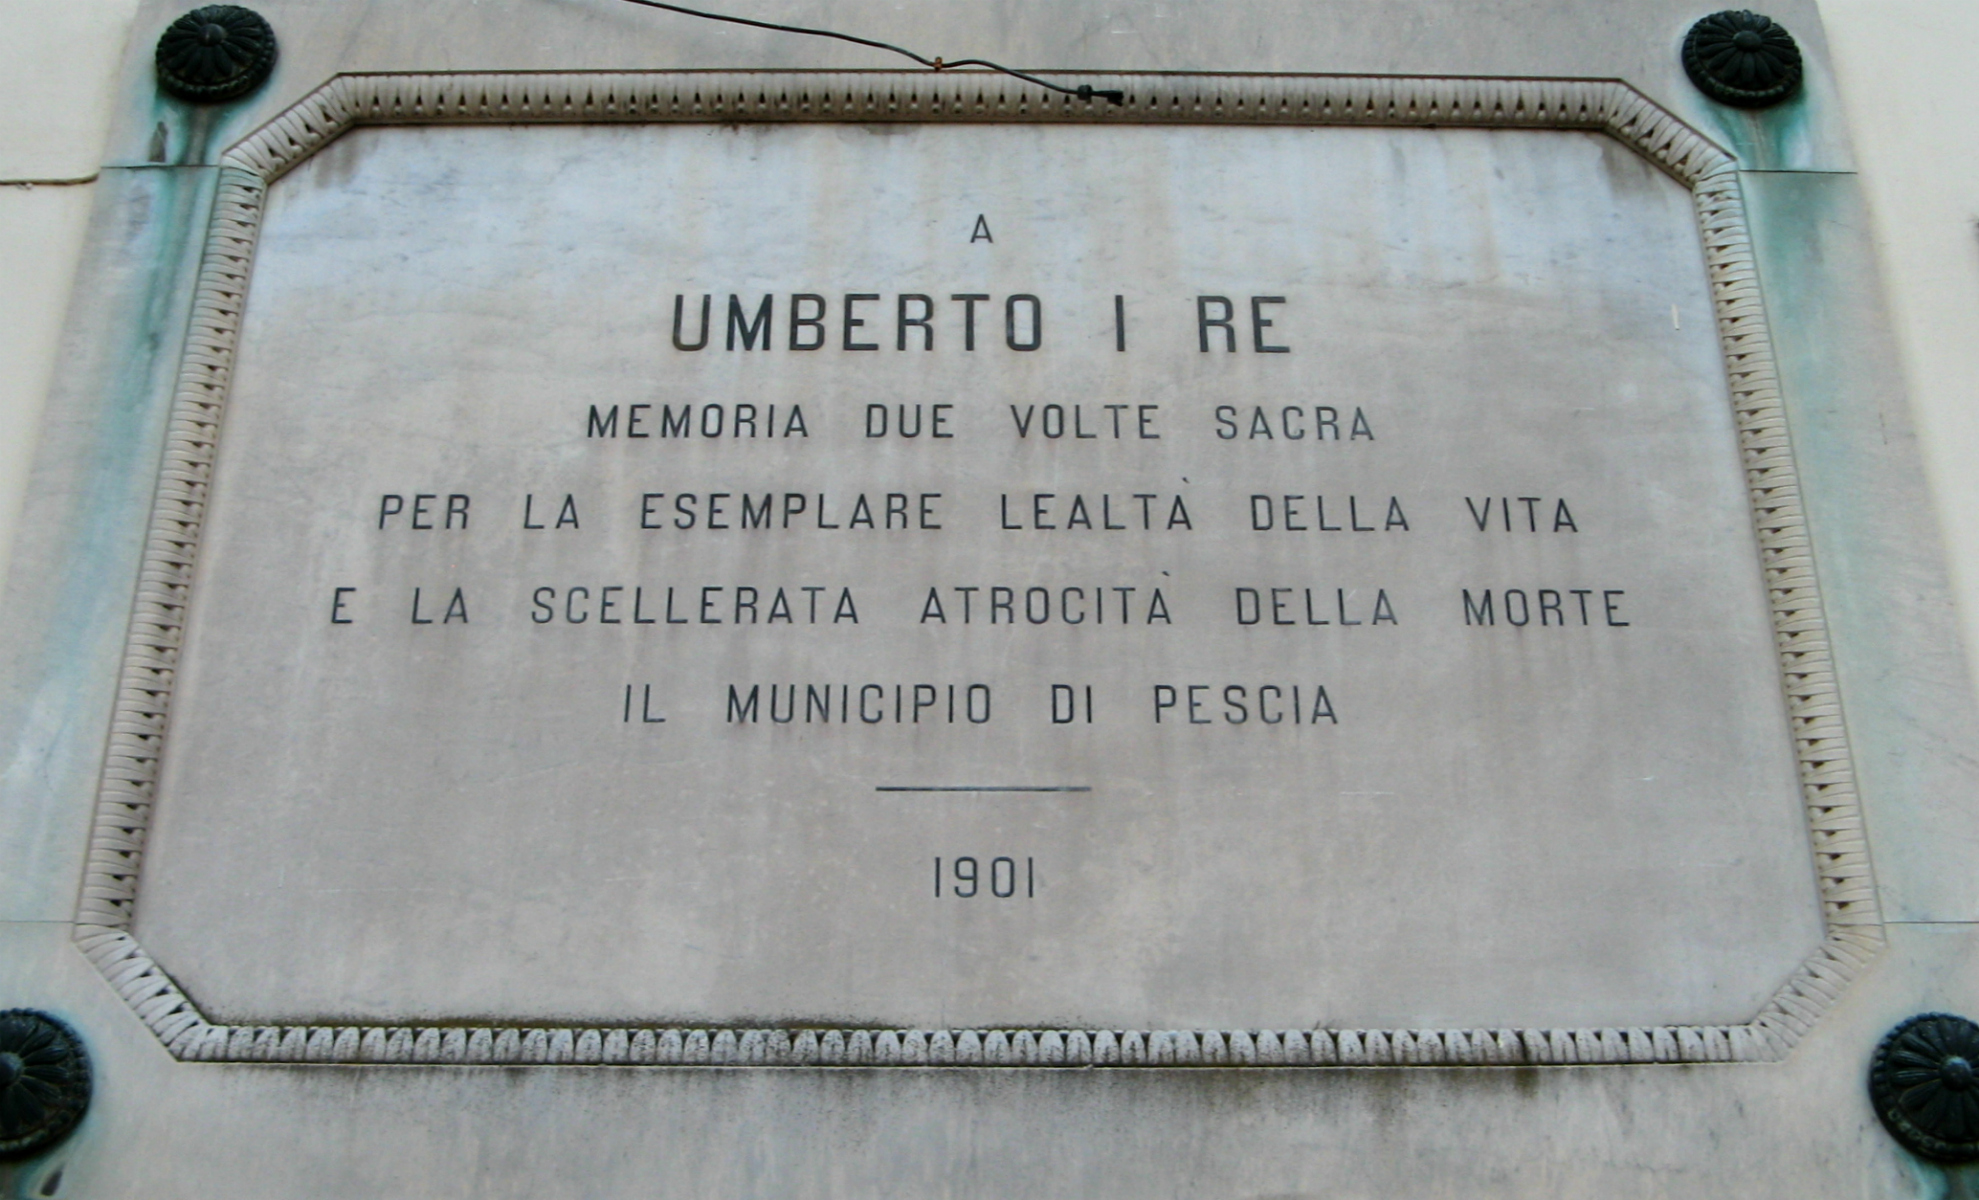 A
UMBERTO I RE
MEMORIA DUE VOLTE SACRA
PER LA ESEMPLARE LEALTÀ DELLA VITA
E LA SCELLERATA ATROCITÀ DELLA MORTE
IL MUNICIPIO DI PESCIA
1901